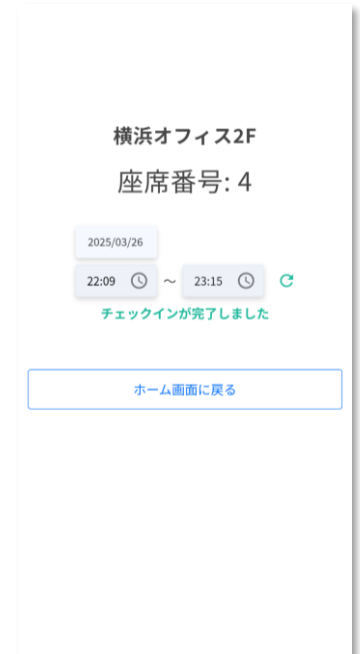 横浜オフィス2F
座席番号: 4
2025/03/26
22:09 ～ 23:15
チェックインが完了しました
ホーム画面に戻る